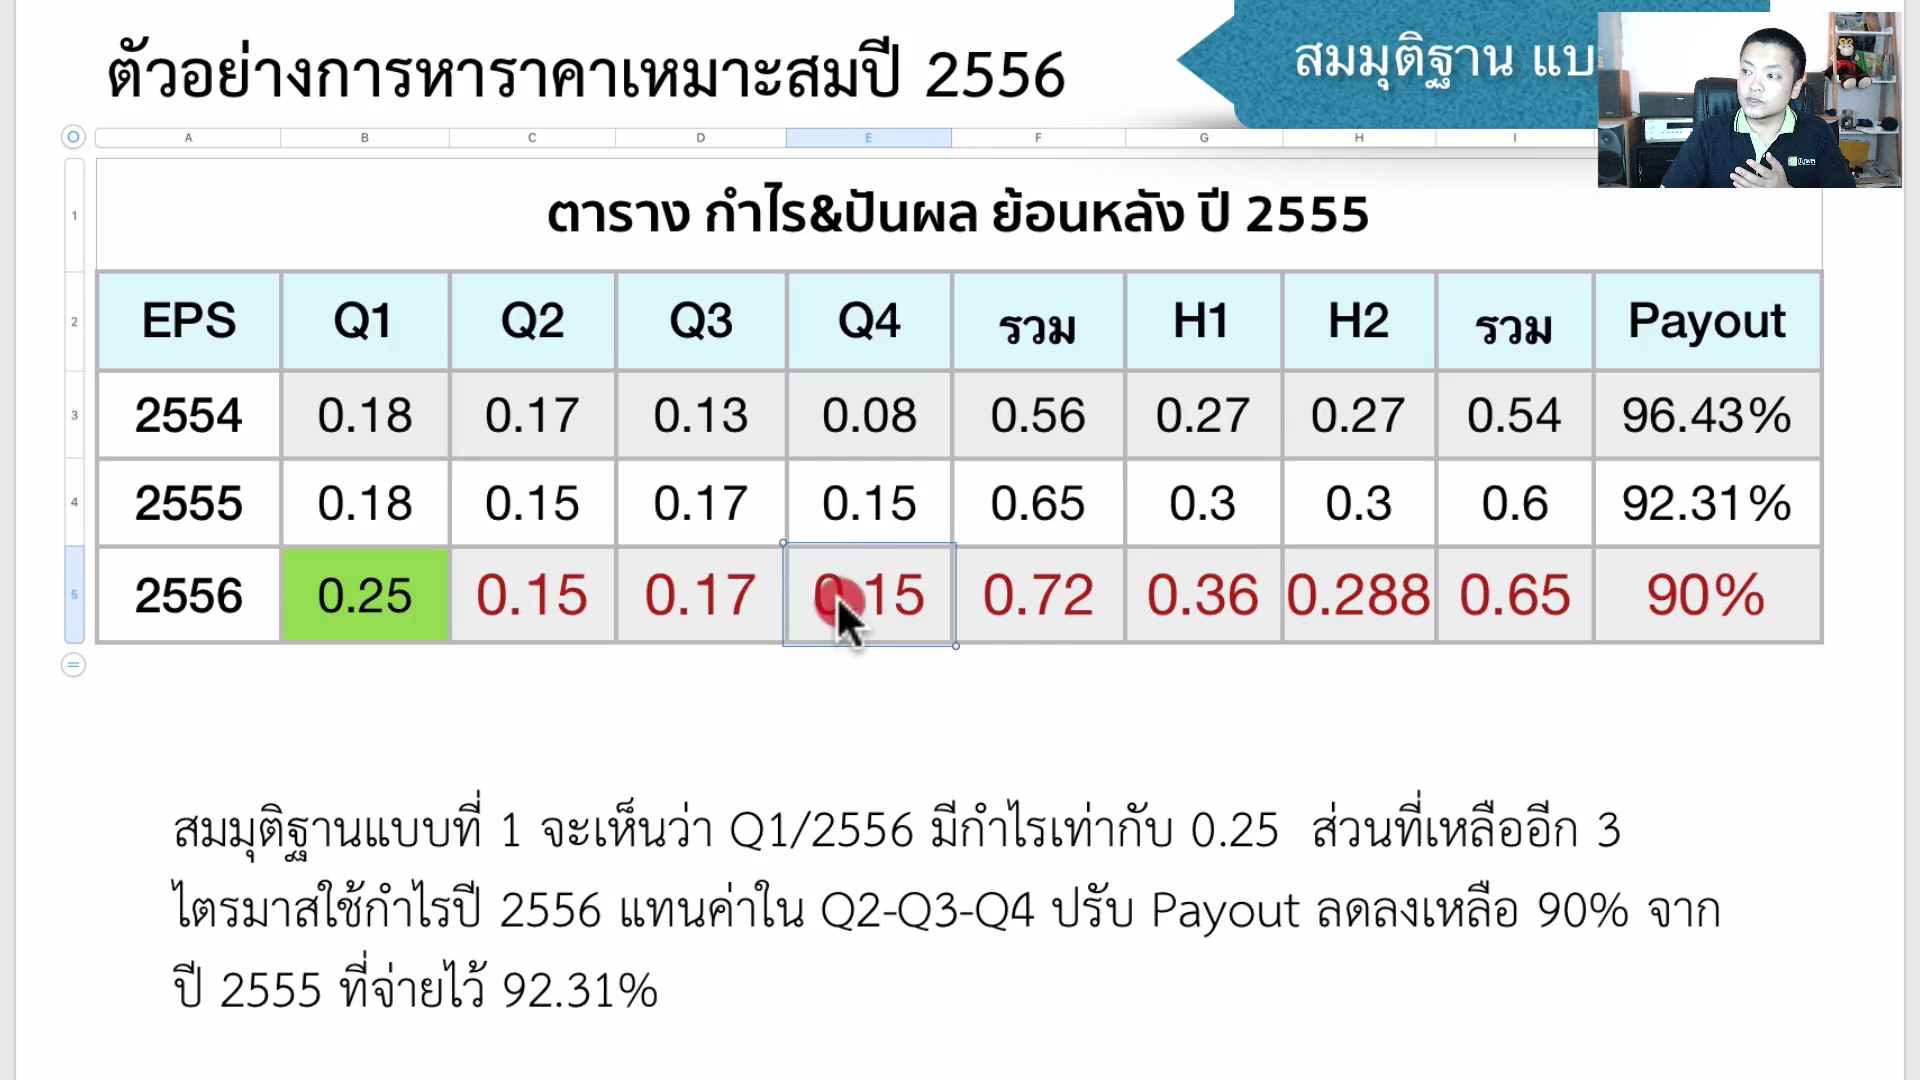 ตัวอย่างการหาราคาเหมาะสมปี 2556
สมมุติฐาน แบ
A B C D E F G H I
1
ตาราง กำไร&ปันผล ย้อนหลัง ปี 2555
2 EPS Q1 Q2 Q3 Q4 รวม H1 H2 รวม Payout
3 2554 0.18 0.17 0.13 0.08 0.56 0.27 0.27 0.54 96.43%
4 2555 0.18 0.15 0.17 0.15 0.65 0.3 0.3 0.6 92.31%
5 2556 0.25 0.15 0.17 0.15 0.72 0.36 0.288 0.65 90%
สมมุติฐานแบบที่ 1 จะเห็นว่า Q1/2556 มีกำไรเท่ากับ 0.25 ส่วนที่เหลืออีก 3
ไตรมาสใช้กำไรปี 2556 แทนค่าใน Q2-Q3-Q4 ปรับ Payout ลดลงเหลือ 90% จาก
ปี 2555 ที่จ่ายไว้ 92.31%